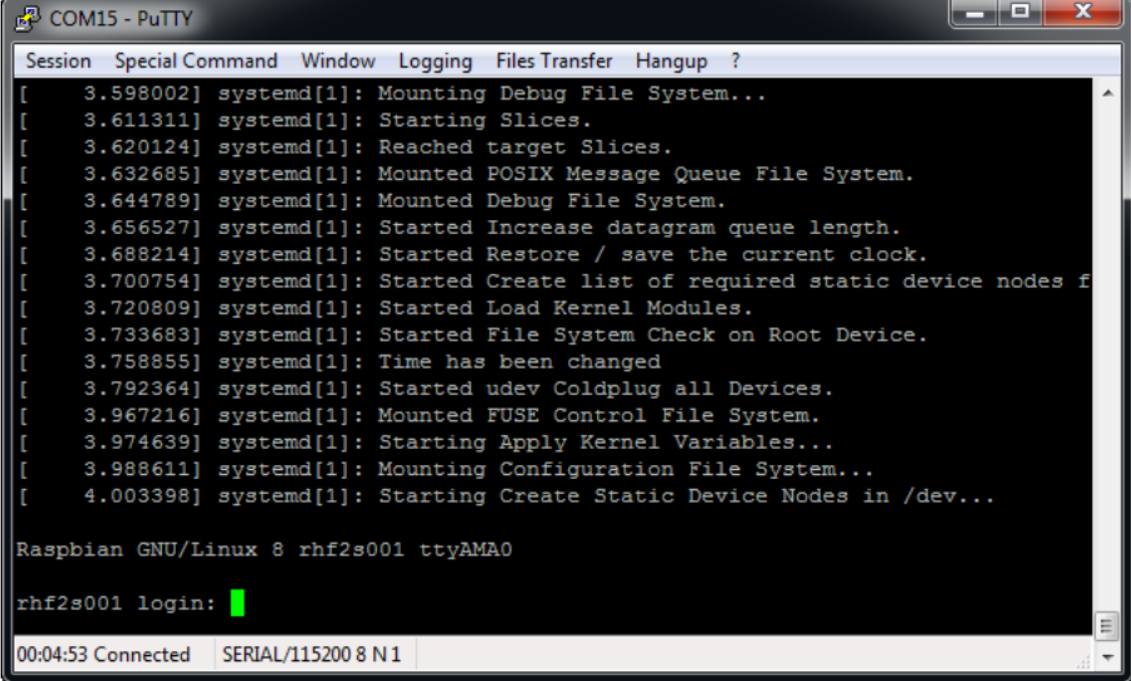 COM15 - PuTTY
Session Special Command Window Logging Files Transfer Hangup ?
[    3.598002] systemd[1]: Mounting Debug File System...
[    3.611311] systemd[1]: Starting Slices.
[    3.620124] systemd[1]: Reached target Slices.
[    3.632685] systemd[1]: Mounted POSIX Message Queue File System.
[    3.644789] systemd[1]: Mounted Debug File System.
[    3.656527] systemd[1]: Started Increase datagram queue length.
[    3.688214] systemd[1]: Started Restore / save the current clock.
[    3.700754] systemd[1]: Started Create list of required static device nodes f
[    3.720809] systemd[1]: Started Load Kernel Modules.
[    3.733683] systemd[1]: Started File System Check on Root Device.
[    3.758855] systemd[1]: Time has been changed
[    3.792364] systemd[1]: Started udev Coldplug all Devices.
[    3.967216] systemd[1]: Mounted FUSE Control File System.
[    3.974639] systemd[1]: Starting Apply Kernel Variables...
[    3.988611] systemd[1]: Mounting Configuration File System...
[    4.003398] systemd[1]: Starting Create Static Device Nodes in /dev...
Raspbian GNU/Linux 8 rhf2s001 ttyAMA0
rhf2s001 login:
00:04:53 Connected SERIAL/115200 8 N 1